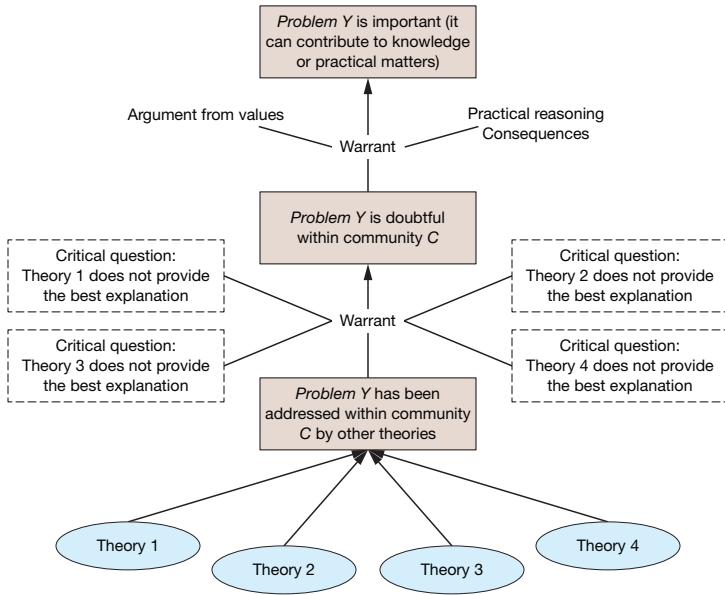 Problem Y is important (it
can contribute to knowledge
or practical matters)
Argument from values
Practical reasoning
Consequences
Warrant
Problem Y is doubtful
within community C
Critical question:
Theory 1 does not provide
the best explanation
Critical question:
Theory 2 does not provide
the best explanation
Warrant
Critical question:
Theory 3 does not provide
the best explanation
Critical question:
Theory 4 does not provide
the best explanation
Problem Y has been
addressed within community
C by other theories
Theory 1
Theory 2
Theory 3
Theory 4